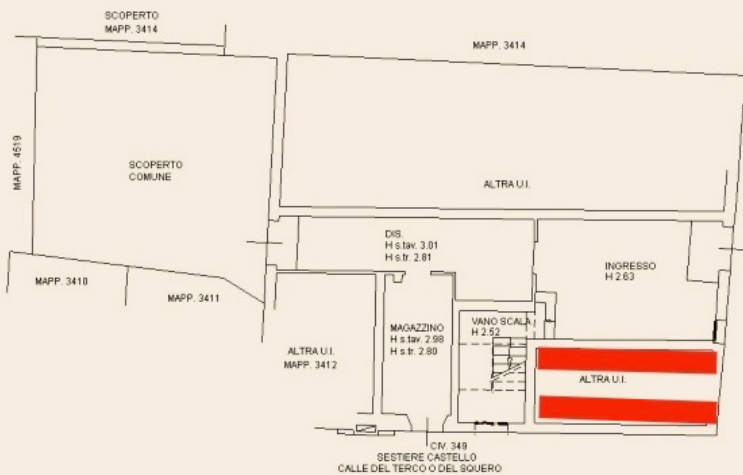 SCOPERTO
MAPP. 3414
MAPP. 3414
MAPP. 4519
SCOPERTO
COMUNE
ALTRA U.I.
DIS.
H s.tav. 3.01
H s.tr. 2.81
INGRESSO
H 2.63
MAPP. 3410
MAPP. 3411
MAGAZZINO
H s.tav. 2.98
H s.tr. 2.80
VANO SCALA
H 2.52
ALTRA U.I.
MAPP. 3412
ALTRA U.I.
CIV. 349
SESTIERE CASTELLO
CALLE DEL TERCO O DEL SQUERO